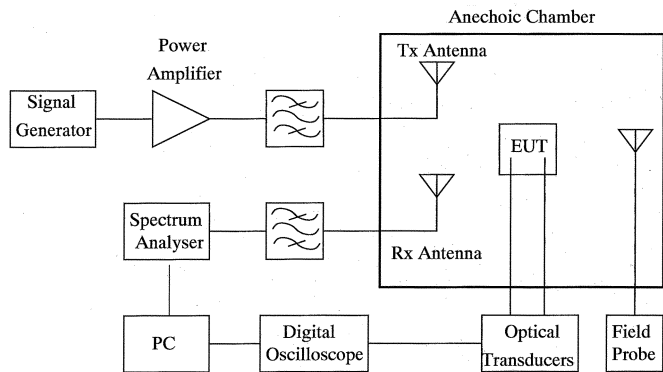 Anechoic Chamber
Power
Amplifier
Tx Antenna
Signal
Generator
EUT
Spectrum
Analyser
Rx Antenna
PC
Digital
Oscilloscope
Optical
Transducers
Field
Probe